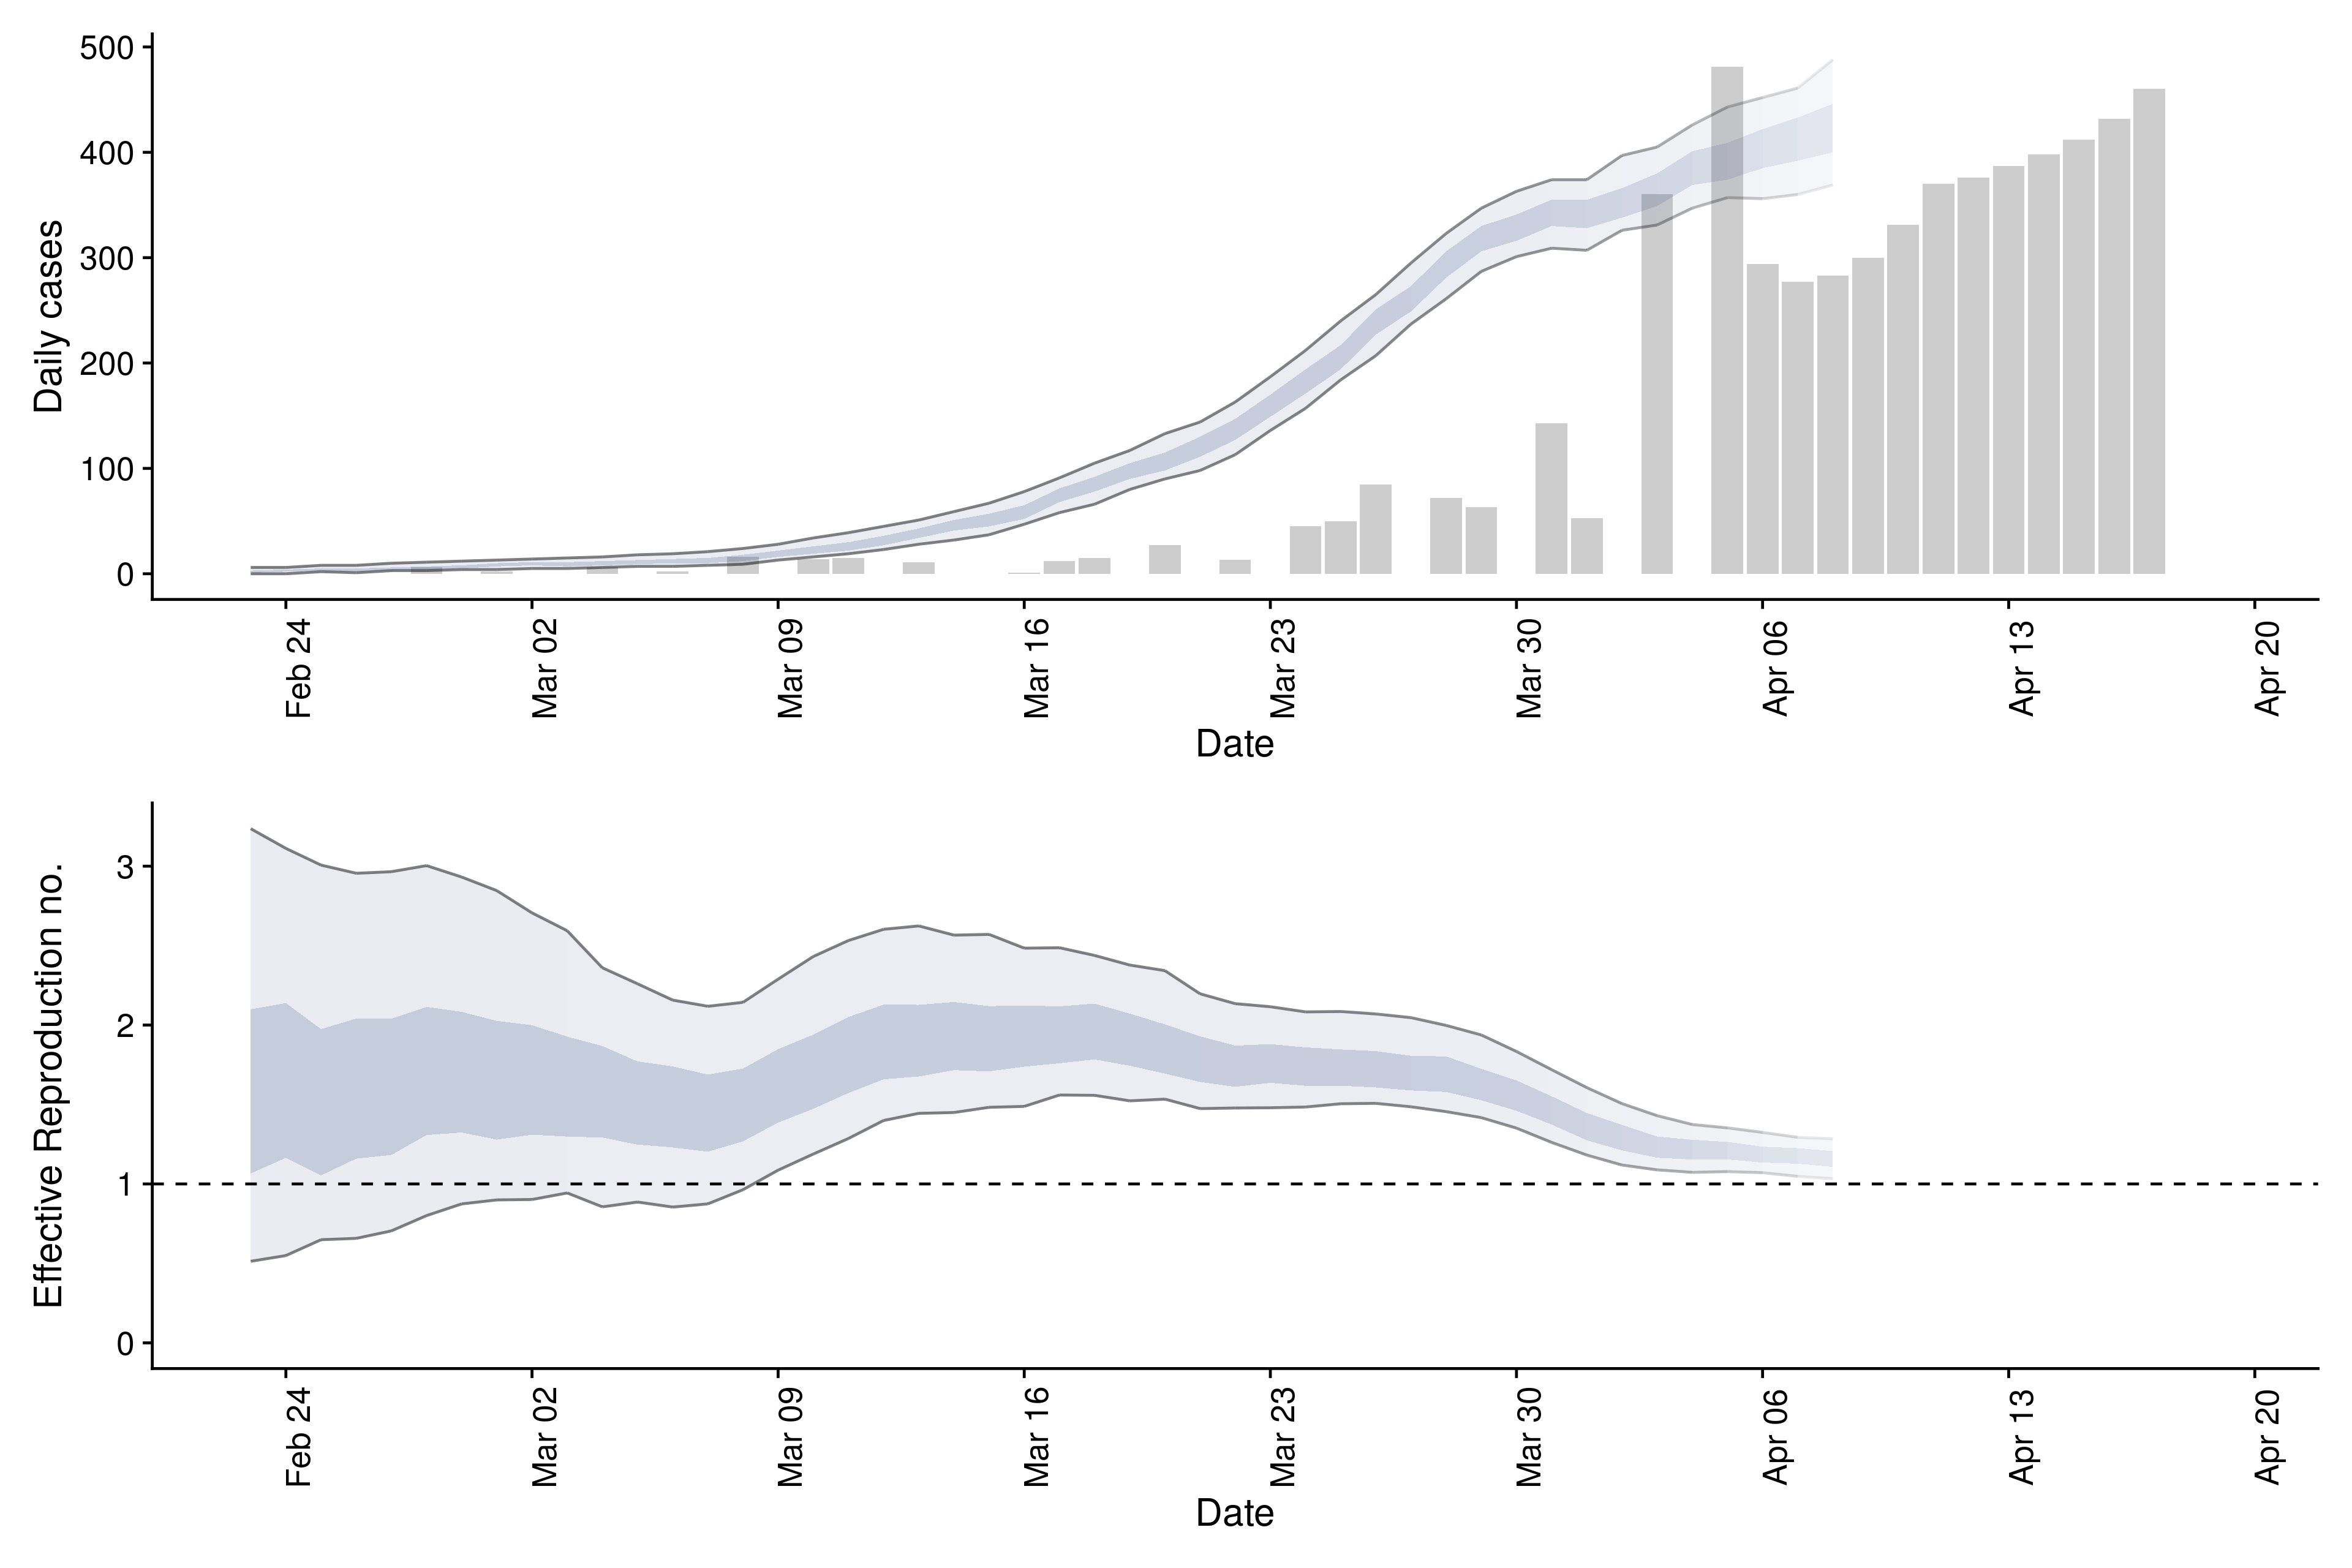 Daily cases
500
400
300
200
100
0
Feb 24
Mar 02
Mar 09
Mar 16
Mar 23
Mar 30
Apr 06
Apr 13
Apr 20
Date
Effective Reproduction no.
3
2
1
0
Feb 24
Mar 02
Mar 09
Mar 16
Mar 23
Mar 30
Apr 06
Apr 13
Apr 20
Date